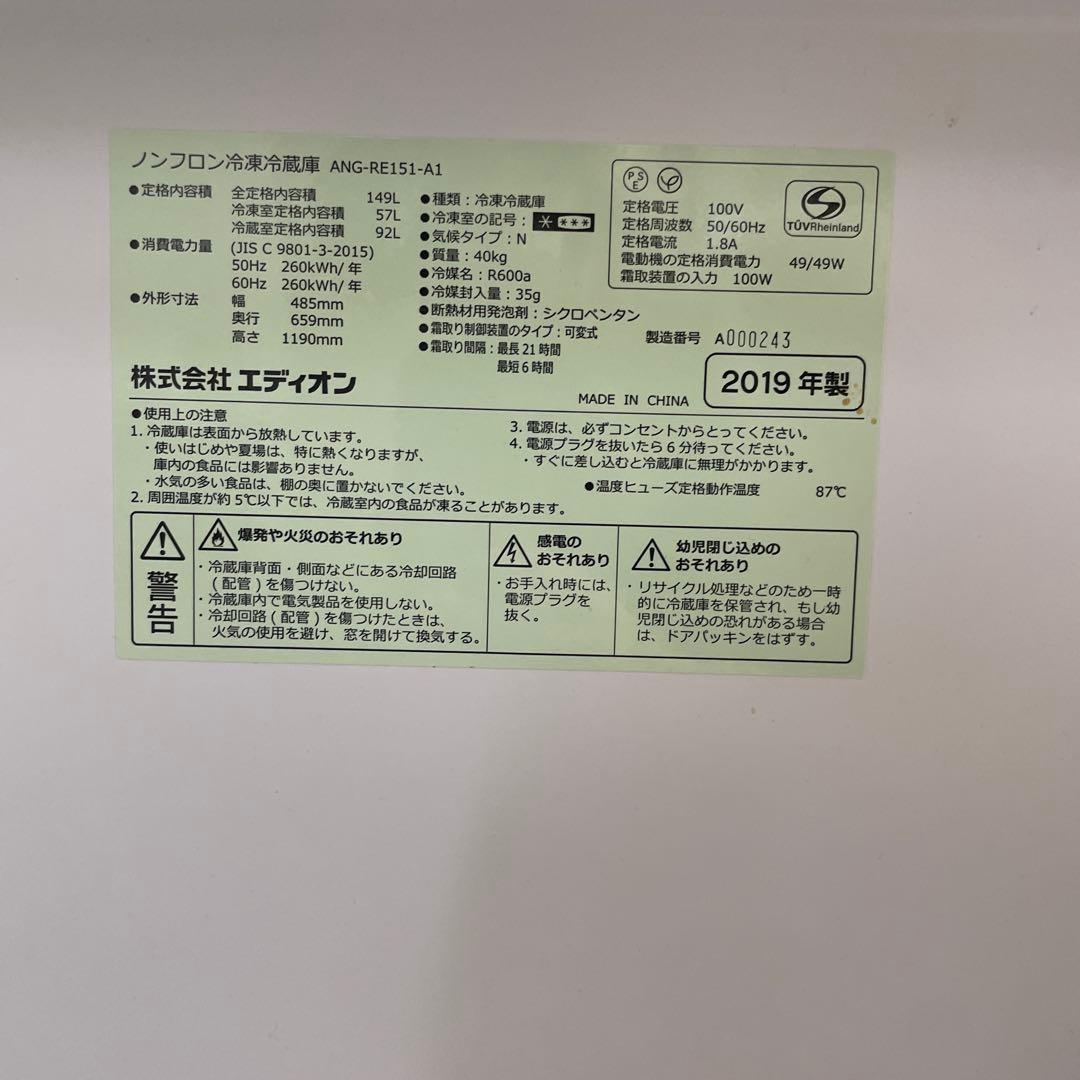 ノンフロン冷凍冷蔵庫 ANG-RE151-A1
●定格内容積 全定格内容積 149L
冷凍室定格内容積 57L
冷蔵室定格内容積 92L
●消費電力量 (JIS C 9801-3-2015)
50Hz 260kWh/年
60Hz 260kWh/年
●外形寸法 幅 485mm
奥行 659mm
高さ 1190mm
●種類:冷凍冷蔵庫
●冷凍室の記号: * ***
●気候タイプ:N
●質量:40kg
●冷媒名:R600a
●冷媒封入量:35g
●断熱材用発泡剤:シクロペンタン
●霜取り制御装置のタイプ:可変式
●霜取り間隔:最長21時間
最短6時間
PSE
定格電圧 100V
定格周波数 50/60Hz
定格電流 1.8A
電動機の定格消費電力 49/49W
霜取装置の入力 100W
TÜVRheinland
製造番号 A000243
株式会社 エディオン
MADE IN CHINA
2019年製
●使用上の注意
1. 冷蔵庫は表面から放熱しています。
・使いはじめや夏場は、特に熱くなりますが、
庫内の食品には影響ありません。
・水気の多い食品は、棚の奥に置かないでください。
2. 周囲温度が約5℃以下では、冷蔵室内の食品が凍ることがあります。
3. 電源は、必ずコンセントからとってください。
4. 電源プラグを抜いたら6分待ってください。
・すぐに差し込むと冷蔵庫に無理がかかります。
●温度ヒューズ定格動作温度 87℃
警告
爆発や火災のおそれあり
・冷蔵庫背面・側面などにある冷却回路
(配管)を傷つけない。
・冷蔵庫内で電気製品を使用しない。
・冷却回路(配管)を傷つけたときは、
火気の使用を避け、窓を開けて換気する。
感電の
おそれあり
・お手入れ時には、
電源プラグを
抜く。
幼児閉じ込めの
おそれあり
・リサイクル処理などのため一時
的に冷蔵庫を保管され、もし幼
児閉じ込めの恐れがある場合
は、ドアパッキンをはずす。